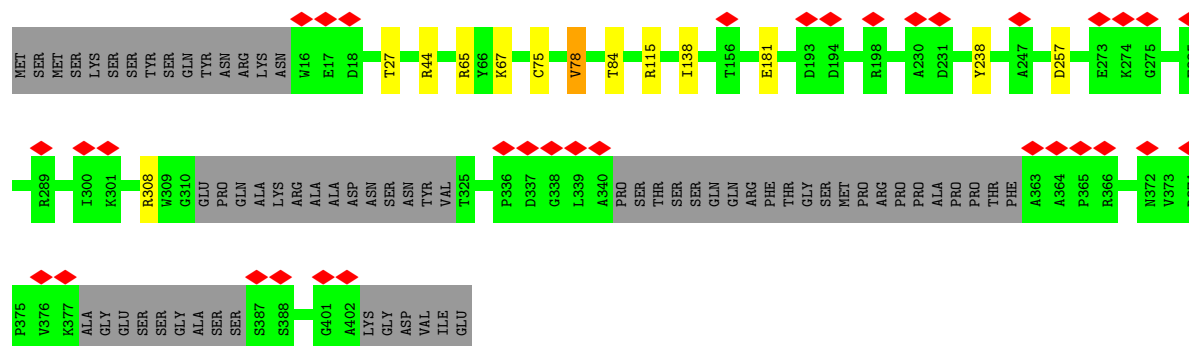 MET SER MET SER LYS SER SER TYR SER GLN TYR ASN ARG LYS ASN W16 E17 D18 T27 R44 R65 Y66 K67 C75 V78 T84 R115 I138 T156 E181 D193 D194 R198 A230 D231 Y238 A247 D257 E273 K274 G275
R289 I300 K301 R308 W309 G310 GLU PRO GLN ALA LYS ARG ALA ALA ASP ASN SER ASN TYR VAL T325 P336 D337 G338 L339 A340 PRO SER THR SER SER GLN GLN ARG PHE THR GLY SER MET PRO ARG PRO PRO ALA PRO PRO THR PHE A363 A364 P365 R366 N372 V373
P375 V376 K377 ALA GLY GLU SER SER GLY ALA SER SER S387 S388 G401 A402 LYS GLY ASP VAL ILE GLU